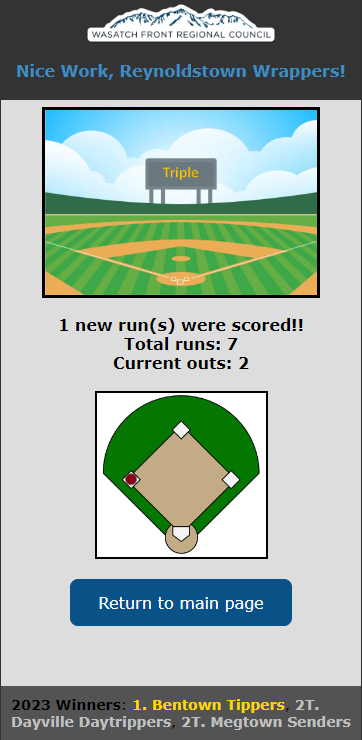 WASATCH FRONT REGIONAL COUNCIL
Nice Work, Reynoldstown Wrappers!
Triple
1 new run(s) were scored!!
Total runs: 7
Current outs: 2
Return to main page
2023 Winners: 1. Bentown Tippers, 2T.
Dayville Daytrippers, 2T. Megtown Senders